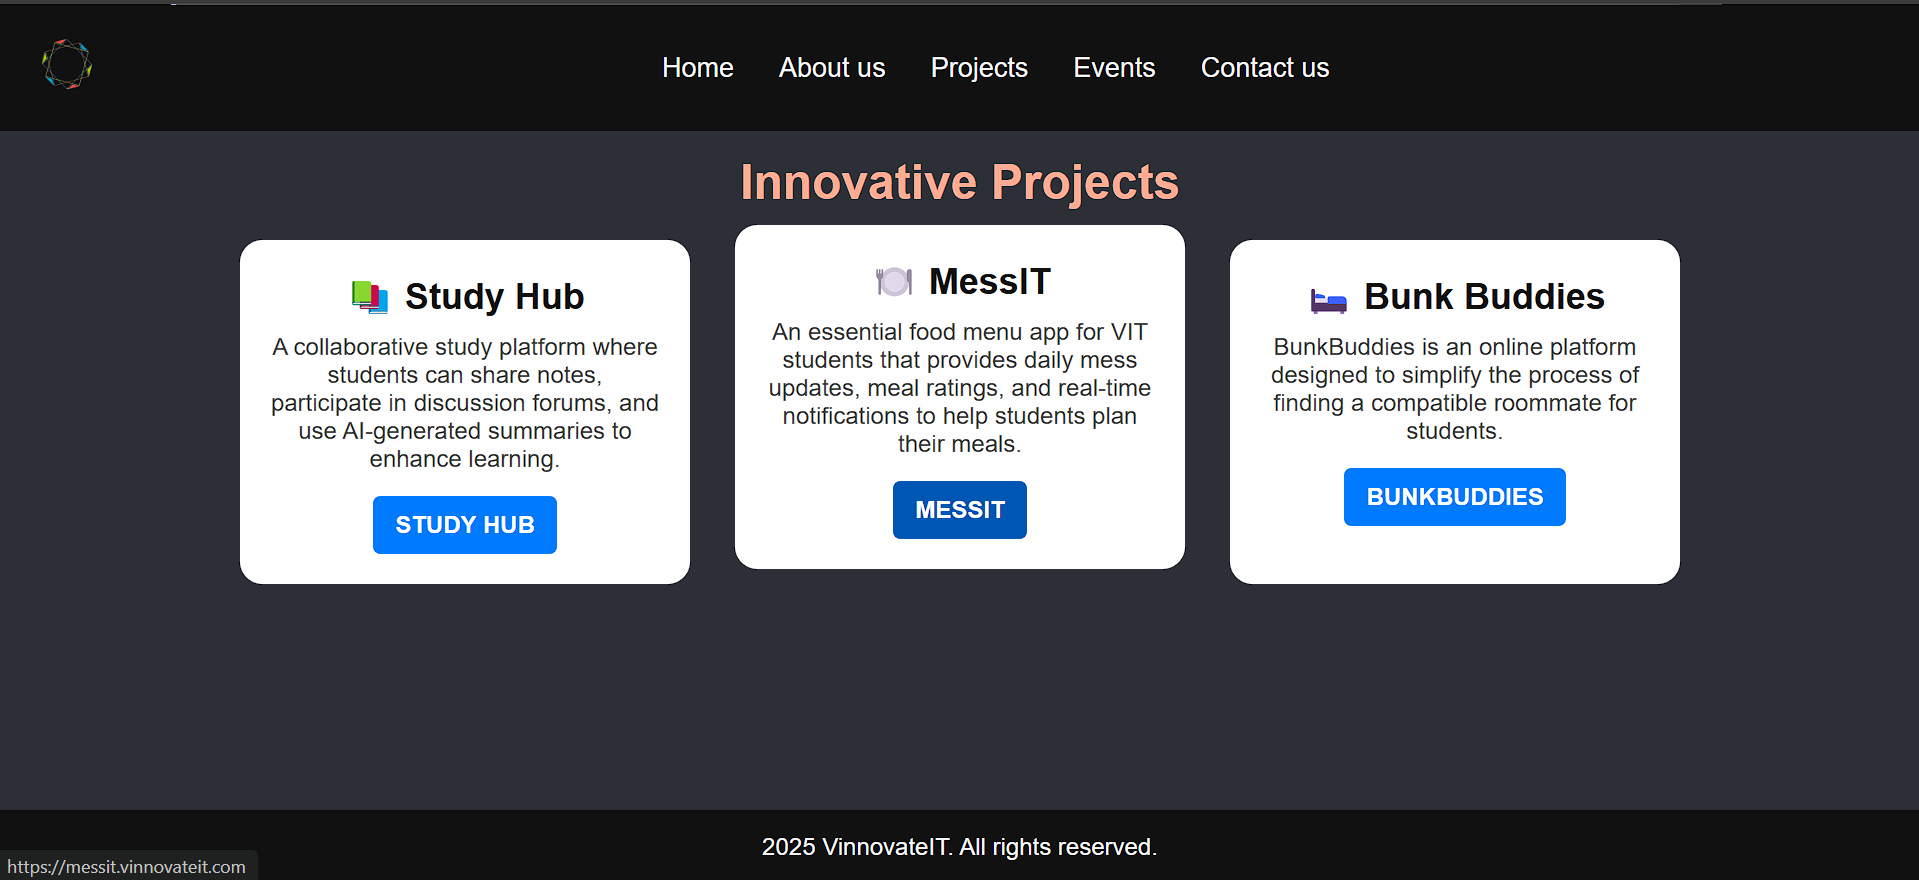 Home About us Projects Events Contact us
Innovative Projects
Study Hub
A collaborative study platform where
students can share notes,
participate in discussion forums, and
use AI-generated summaries to
enhance learning.
STUDY HUB
MessIT
An essential food menu app for VIT
students that provides daily mess
updates, meal ratings, and real-time
notifications to help students plan
their meals.
MESSIT
Bunk Buddies
BunkBuddies is an online platform
designed to simplify the process of
finding a compatible roommate for
students.
BUNKBUDDIES
2025 VinnovateIT. All rights reserved.
https://messit.vinnovateit.com